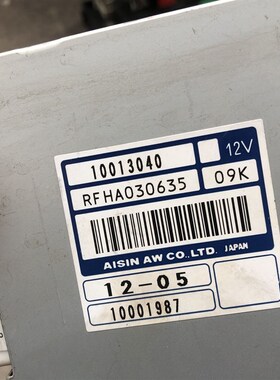 10013040 12V
RFHA030635 09K
AISIN AW CO.,LTD. JAPAN
12-05
10001987